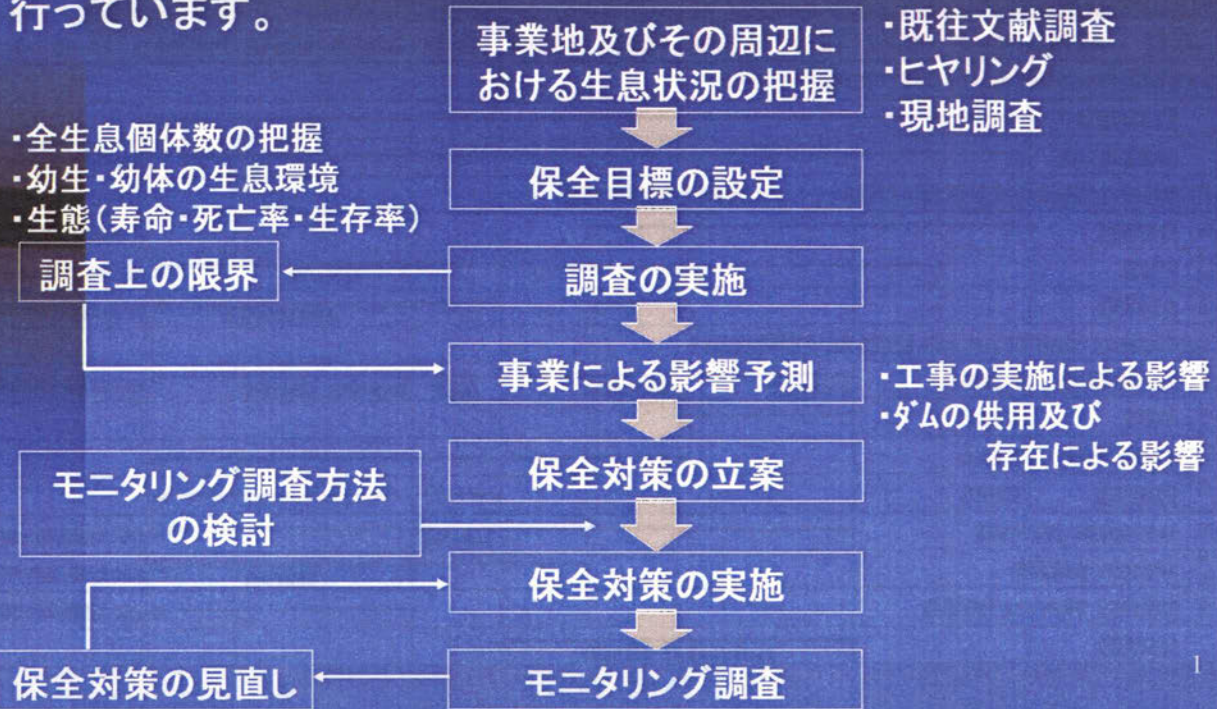 行っています。
事業地及びその周辺に
おける生息状況の把握
・既往文献調査
・ヒヤリング
・現地調査
・全生息個体数の把握
・幼生・幼体の生息環境
・生態(寿命・死亡率・生存率)
保全目標の設定
調査上の限界
調査の実施
事業による影響予測
・工事の実施による影響
・ダムの供用及び
存在による影響
保全対策の立案
モニタリング調査方法
の検討
保全対策の実施
保全対策の見直し
モニタリング調査
1